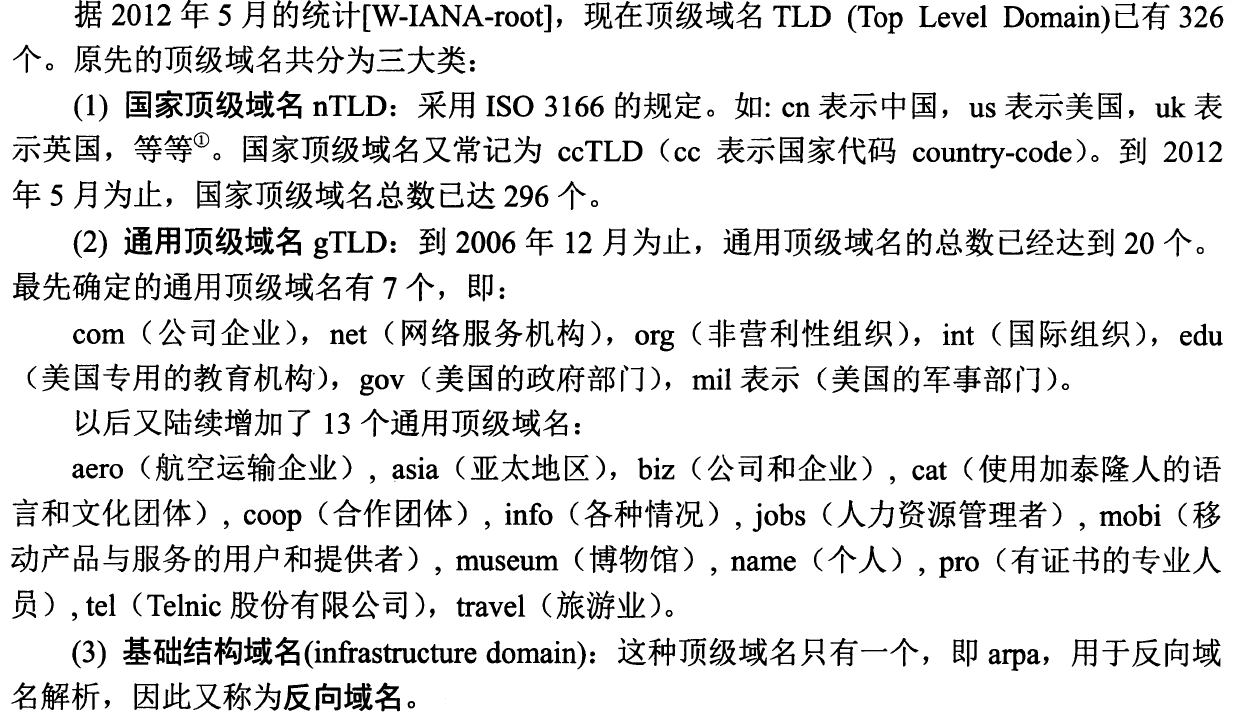 据 2012 年 5 月的统计[W-IANA-root]，现在顶级域名 TLD (Top Level Domain)已有 326
个。原先的顶级域名共分为三大类：
(1) 国家顶级域名 nTLD：采用 ISO 3166 的规定。如: cn 表示中国，us 表示美国，uk 表
示英国，等等①。国家顶级域名又常记为 ccTLD（cc 表示国家代码 country-code）。到 2012
年 5 月为止，国家顶级域名总数已达 296 个。
(2) 通用顶级域名 gTLD：到 2006 年 12 月为止，通用顶级域名的总数已经达到 20 个。
最先确定的通用顶级域名有 7 个，即：
com（公司企业），net（网络服务机构），org（非营利性组织），int（国际组织），edu
（美国专用的教育机构），gov（美国的政府部门），mil 表示（美国的军事部门）。
以后又陆续增加了 13 个通用顶级域名：
aero（航空运输企业）, asia（亚太地区），biz（公司和企业）, cat（使用加泰隆人的语
言和文化团体）, coop（合作团体）, info（各种情况）, jobs（人力资源管理者）, mobi（移
动产品与服务的用户和提供者）, museum（博物馆）, name（个人）, pro（有证书的专业人
员）, tel（Telnic 股份有限公司），travel（旅游业）。
(3) 基础结构域名(infrastructure domain)：这种顶级域名只有一个，即 arpa，用于反向域
名解析，因此又称为反向域名。